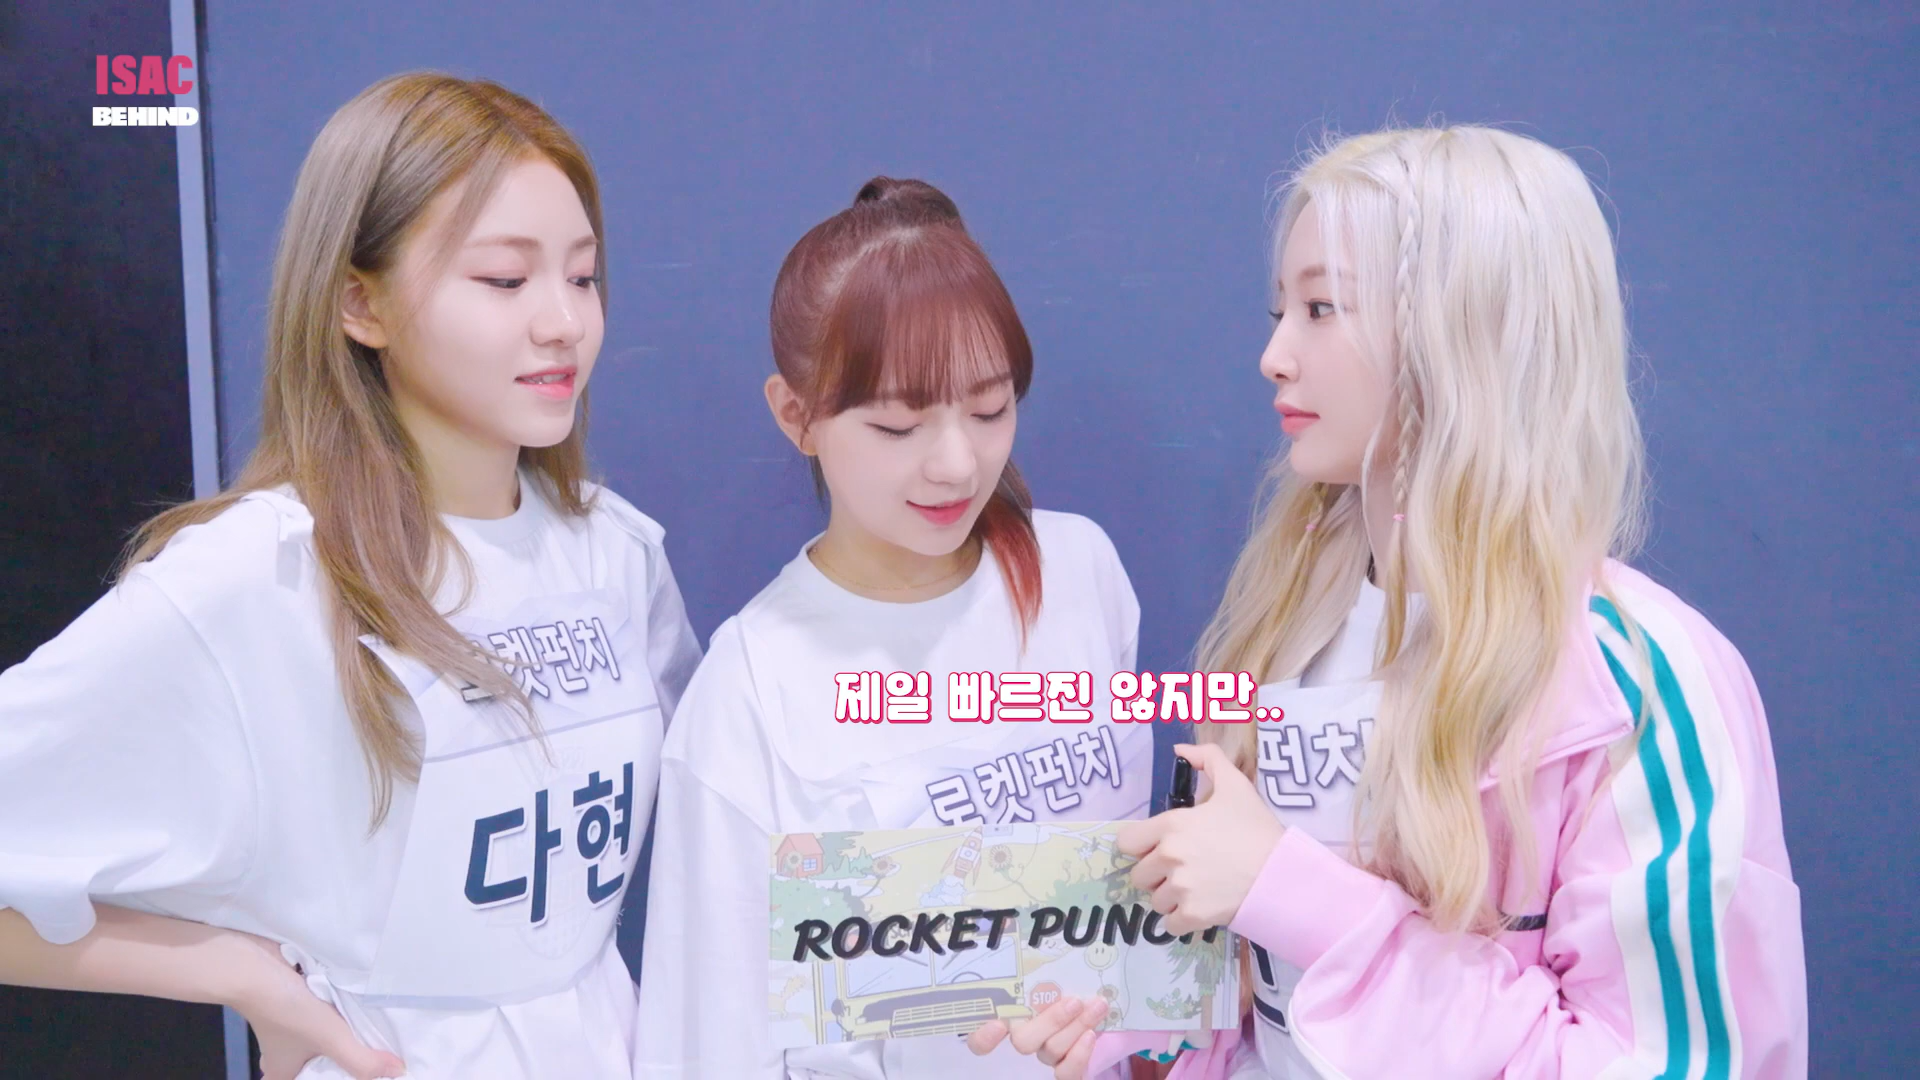 ISAC
BEHIND
로켓펀치
다현
제일 빠르진 않지만..
로켓펀치
펀치
ROCKET PUNCH
STOP